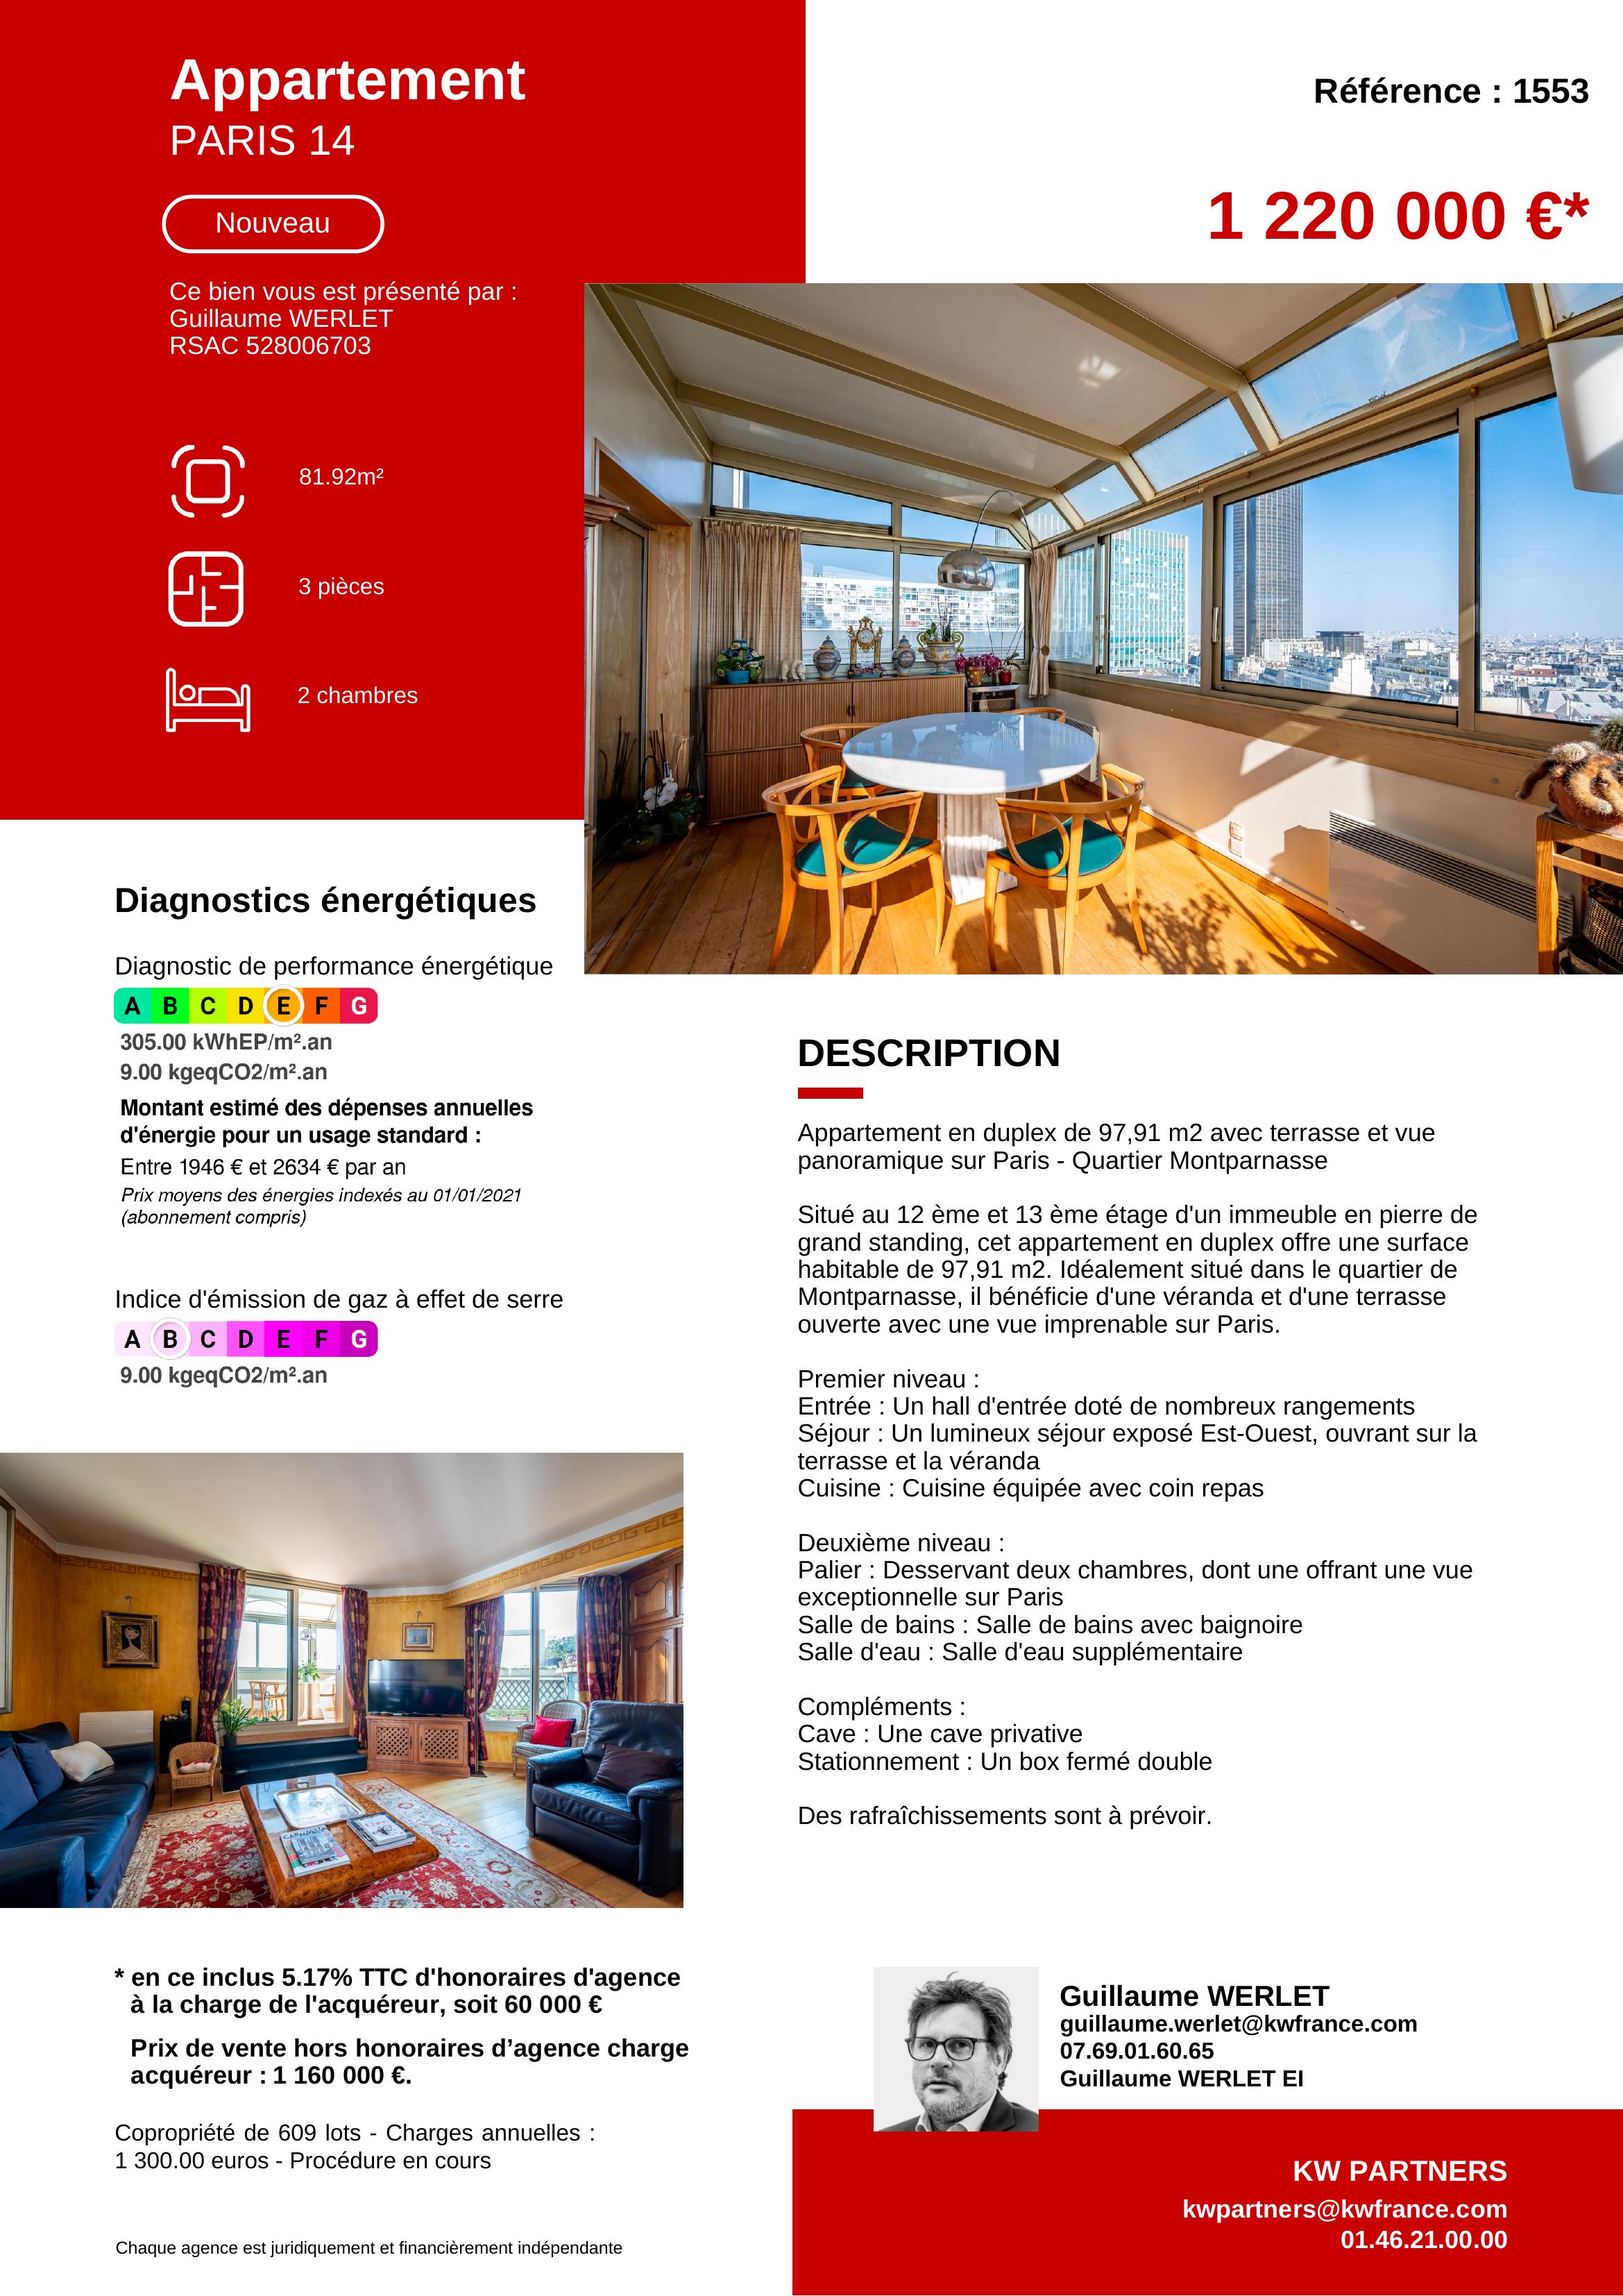 Appartement
PARIS 14
Nouveau
Ce bien vous est présenté par :
Guillaume WERLET
RSAC 528006703
81.92m²
3 pièces
2 chambres
Référence : 1553
1 220 000 €*
Diagnostics énergétiques
Diagnostic de performance énergétique
A B C D E F G
305.00 kWhEP/m².an
9.00 kgeqCO2/m².an
Montant estimé des dépenses annuelles
d'énergie pour un usage standard :
Entre 1946 € et 2634 € par an
Prix moyens des énergies indexés au 01/01/2021
(abonnement compris)
Indice d'émission de gaz à effet de serre
A B C D E F G
9.00 kgeqCO2/m².an
DESCRIPTION
Appartement en duplex de 97,91 m2 avec terrasse et vue
panoramique sur Paris - Quartier Montparnasse
Situé au 12 ème et 13 ème étage d'un immeuble en pierre de
grand standing, cet appartement en duplex offre une surface
habitable de 97,91 m2. Idéalement situé dans le quartier de
Montparnasse, il bénéficie d'une véranda et d'une terrasse
ouverte avec une vue imprenable sur Paris.
Premier niveau :
Entrée : Un hall d'entrée doté de nombreux rangements
Séjour : Un lumineux séjour exposé Est-Ouest, ouvrant sur la
terrasse et la véranda
Cuisine : Cuisine équipée avec coin repas
Deuxième niveau :
Palier : Desservant deux chambres, dont une offrant une vue
exceptionnelle sur Paris
Salle de bains : Salle de bains avec baignoire
Salle d'eau : Salle d'eau supplémentaire
Compléments :
Cave : Une cave privative
Stationnement : Un box fermé double
Des rafraîchissements sont à prévoir.
* en ce inclus 5.17% TTC d'honoraires d'agence
à la charge de l'acquéreur, soit 60 000 €
Prix de vente hors honoraires d’agence charge
acquéreur : 1 160 000 €.
Copropriété de 609 lots - Charges annuelles :
1 300.00 euros - Procédure en cours
Chaque agence est juridiquement et financièrement indépendante
Guillaume WERLET
guillaume.werlet@kwfrance.com
07.69.01.60.65
Guillaume WERLET EI
KW PARTNERS
kwpartners@kwfrance.com
01.46.21.00.00